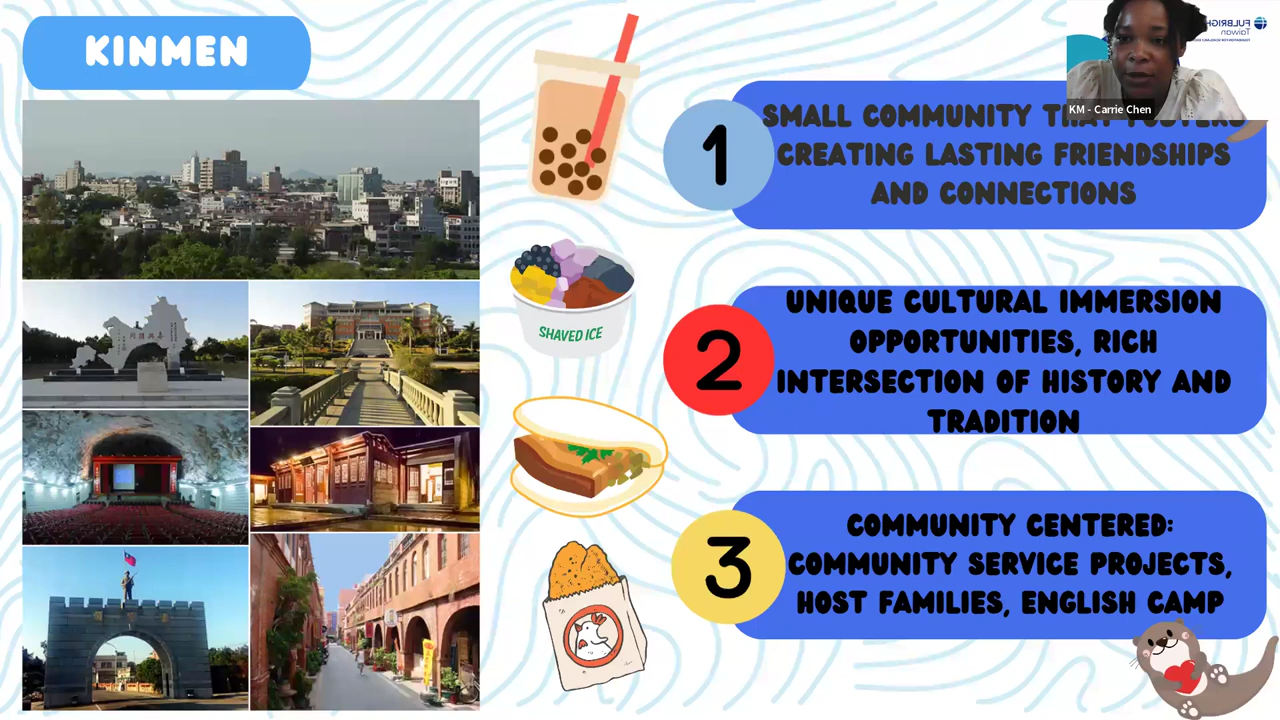 KINMEN
FULBRIGHT
Taiwan
KM - Carrie Chen
1
SMALL COMMUNITY THAT FOSTERS
CREATING LASTING FRIENDSHIPS
AND CONNECTIONS
SHAVED ICE
2
UNIQUE CULTURAL IMMERSION
OPPORTUNITIES, RICH
INTERSECTION OF HISTORY AND
TRADITION
3
COMMUNITY CENTERED:
COMMUNITY SERVICE PROJECTS,
HOST FAMILIES, ENGLISH CAMP